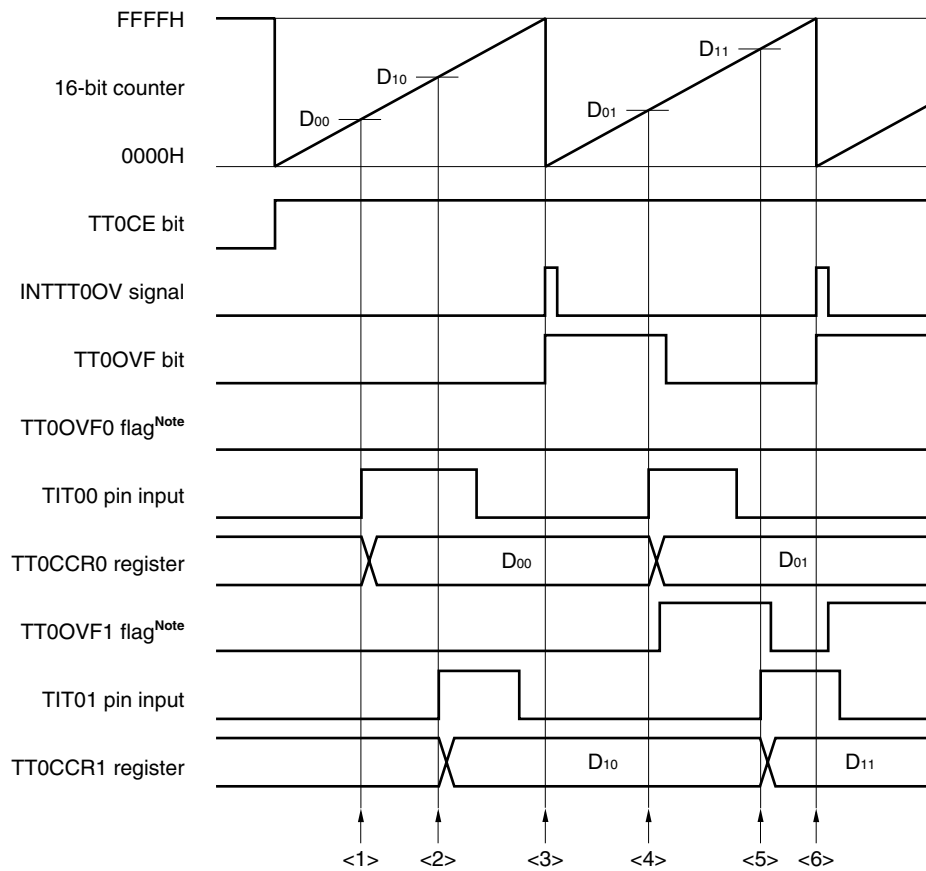 FFFFH
D11
D10
16-bit counter
D01
D00
0000H
TT0CE bit
INTTT0OV signal
TT0OVF bit
TT0OVF0 flagNote
TIT00 pin input
TT0CCR0 register
D00
D01
TT0OVF1 flagNote
TIT01 pin input
TT0CCR1 register
D10
D11
<1> <2> <3> <4> <5> <6>